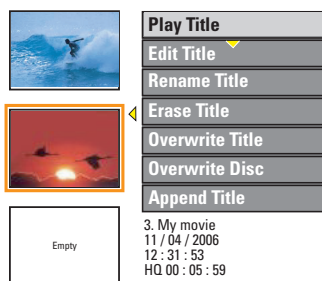 Play Title
Edit Title
Rename Title
Erase Title
Overwrite Title
Overwrite Disc
Append Title
Empty
3. My movie
11 / 04 / 2006
12 : 31 : 53
HQ 00 : 05 : 59